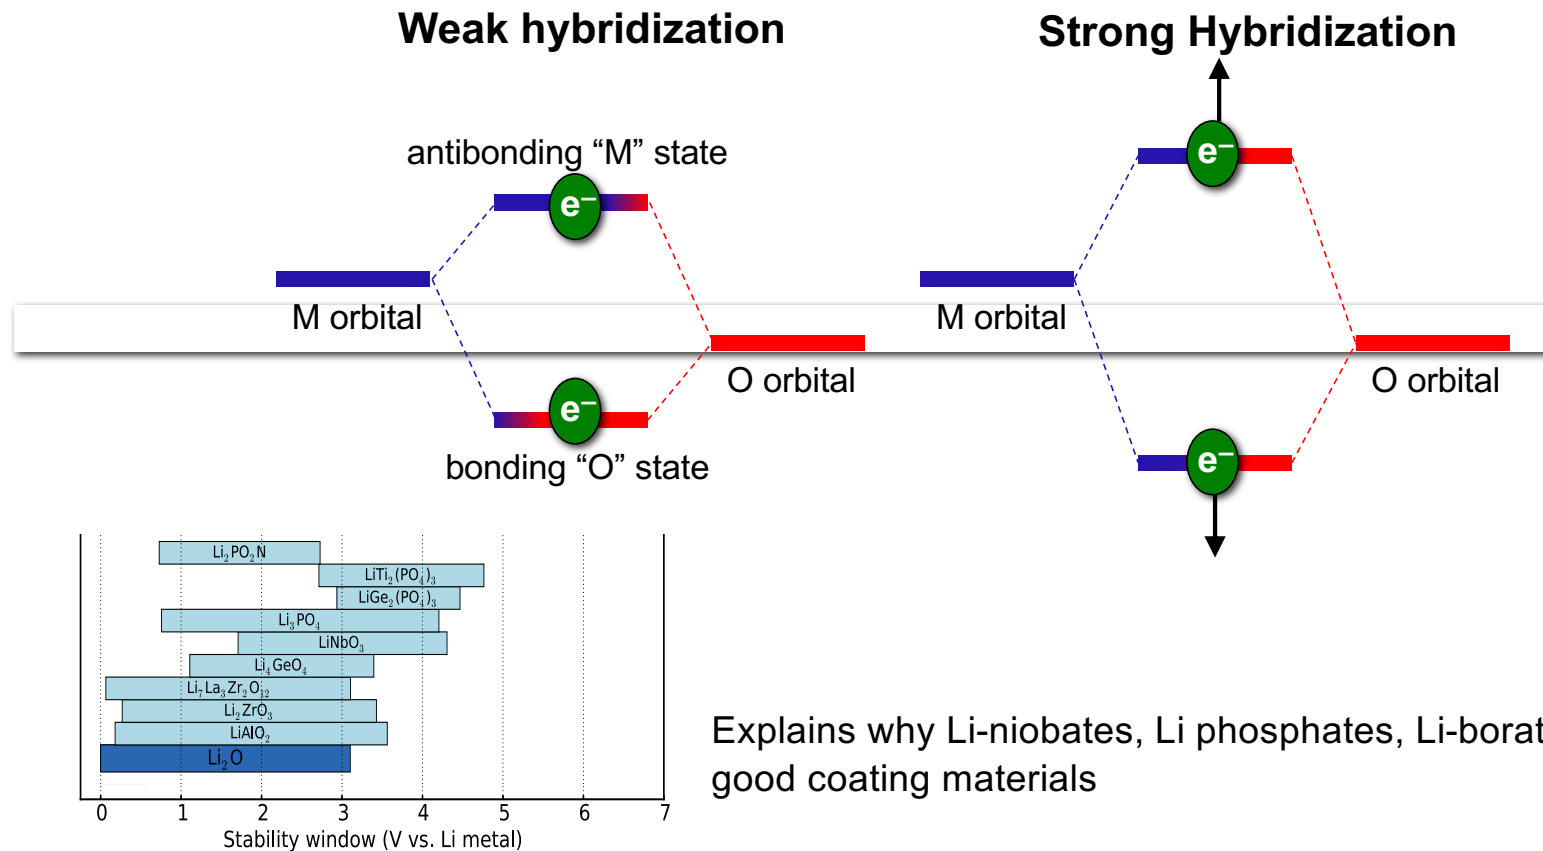 Weak hybridization
Strong Hybridization
antibonding “M” state
e⁻
e⁻
M orbital
M orbital
O orbital
O orbital
e⁻
bonding “O” state
e⁻
Li₂PO₂N
LiTi₂(PO₄)₃
LiGe₂(PO₄)₃
Li₃PO₄
LiNbO₃
Li₄GeO₄
Li₇La₃Zr₂O₁₂
Li₂ZrO₃
LiAlO₂
Li₂O
0 1 2 3 4 5 6 7
Stability window (V vs. Li metal)
Explains why Li-niobates, Li phosphates, Li-borat
good coating materials